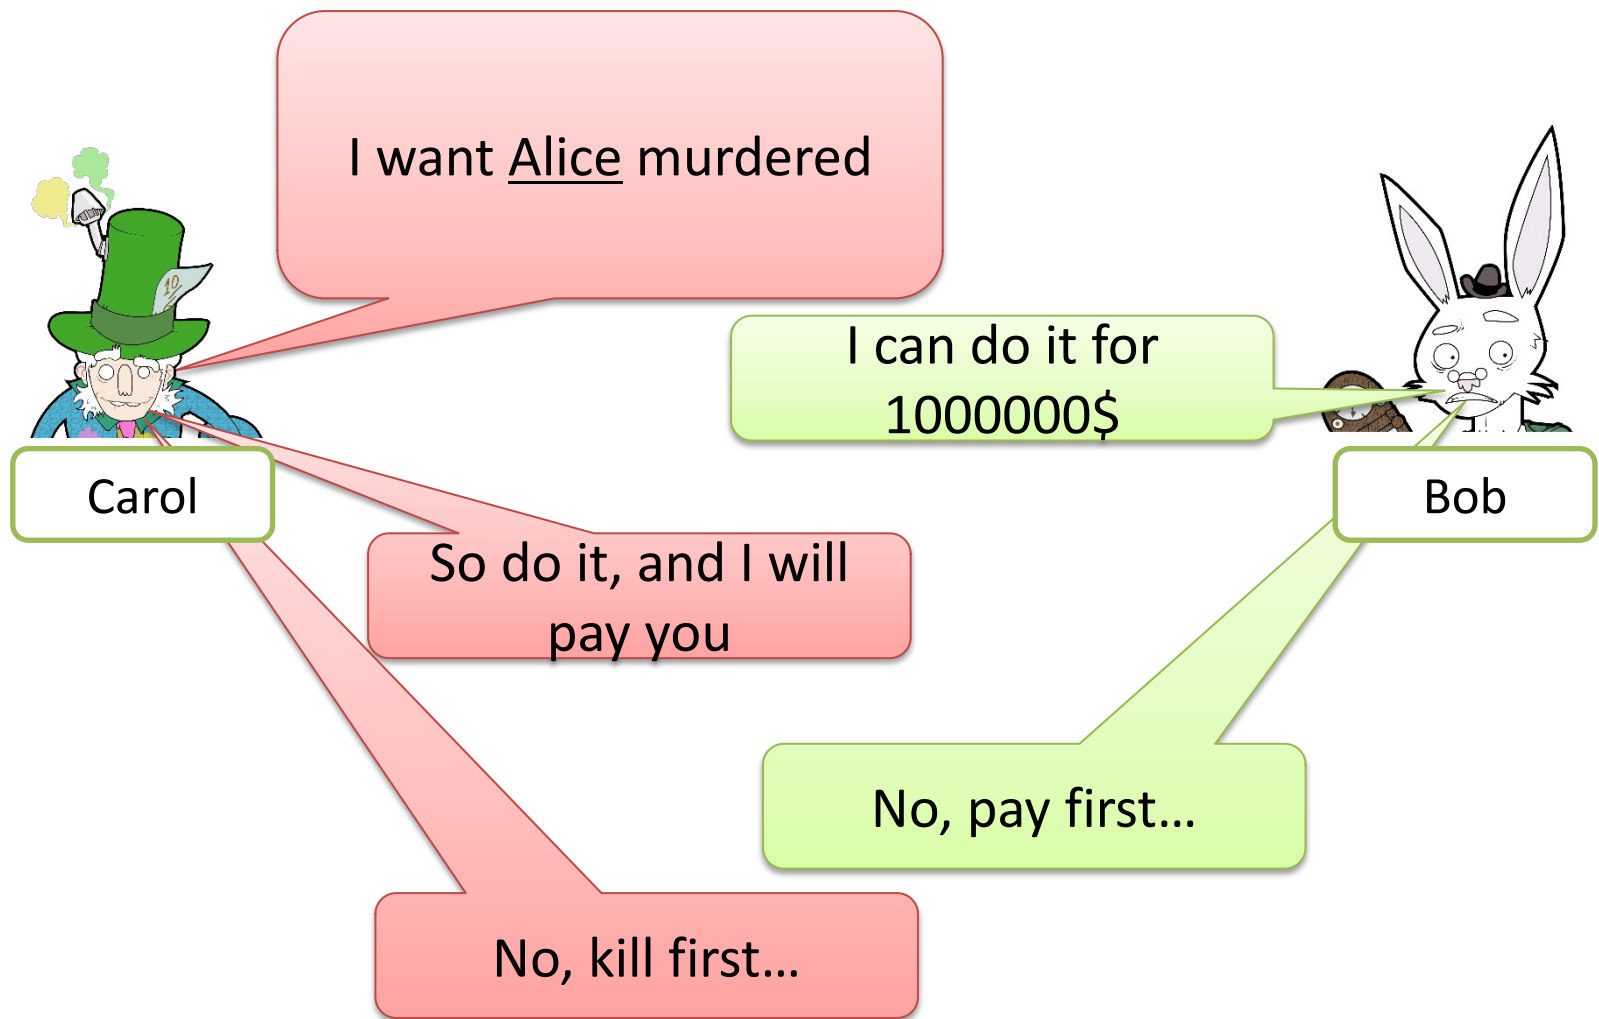 I want Alice murdered
10
I can do it for
1000000$
Carol
Bob
So do it, and I will
pay you
No, pay first…
No, kill first…